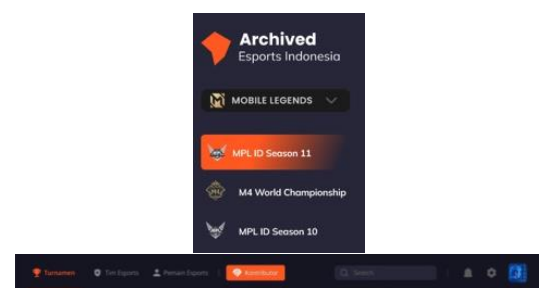 Archived
Esports Indonesia
MOBILE LEGENDS
MPL ID Season 11
M4 World Championship
MPL ID Season 10
Turnamen Tim Esports Pemain Esports Kontributor Search